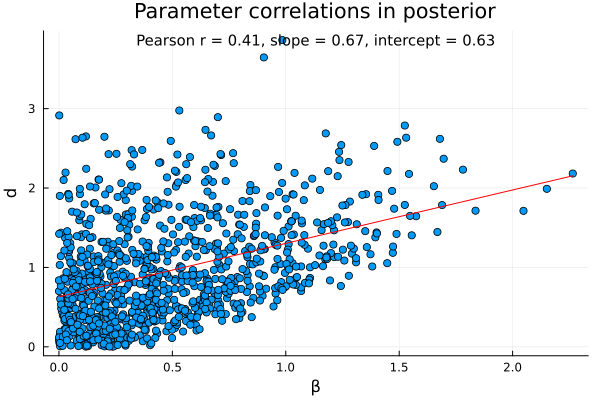 Parameter correlations in posterior
Pearson r = 0.41, slope = 0.67, intercept = 0.63
3
2
1
0
d
0.0 0.5 1.0 1.5 2.0
β